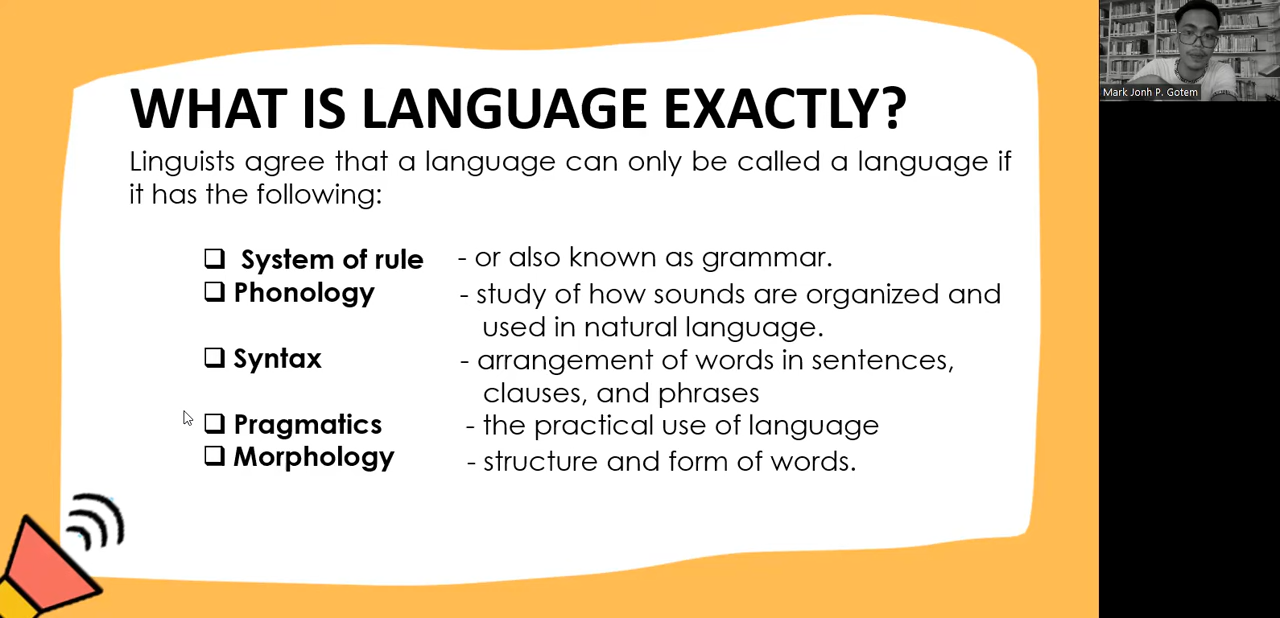 WHAT IS LANGUAGE EXACTLY?
Linguists agree that a language can only be called a language if
it has the following:
System of rule - or also known as grammar.
Phonology - study of how sounds are organized and
used in natural language.
Syntax - arrangement of words in sentences,
clauses, and phrases
Pragmatics - the practical use of language
Morphology - structure and form of words.
Mark Jonh P. Gotem